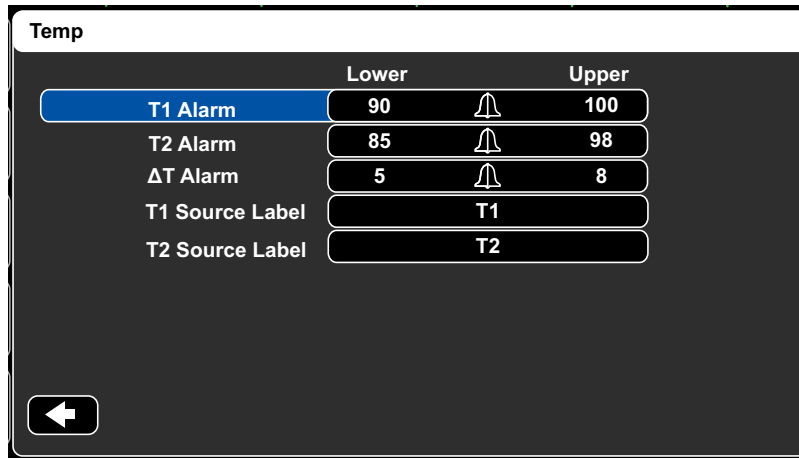 Temp
Lower Upper
T1 Alarm 90 100
T2 Alarm 85 98
ΔT Alarm 5 8
T1 Source Label T1
T2 Source Label T2